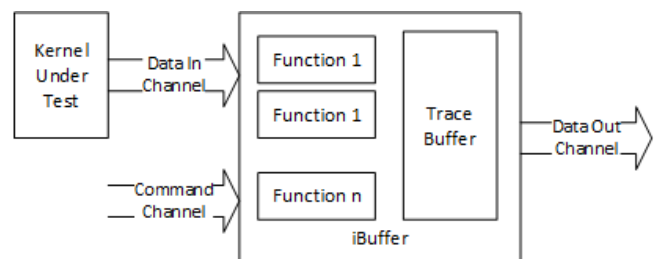 Kernel
Under
Test
Data In
Channel
Command
Channel
Function 1
Function 1
Function n
Trace
Buffer
iBuffer
Data Out
Channel